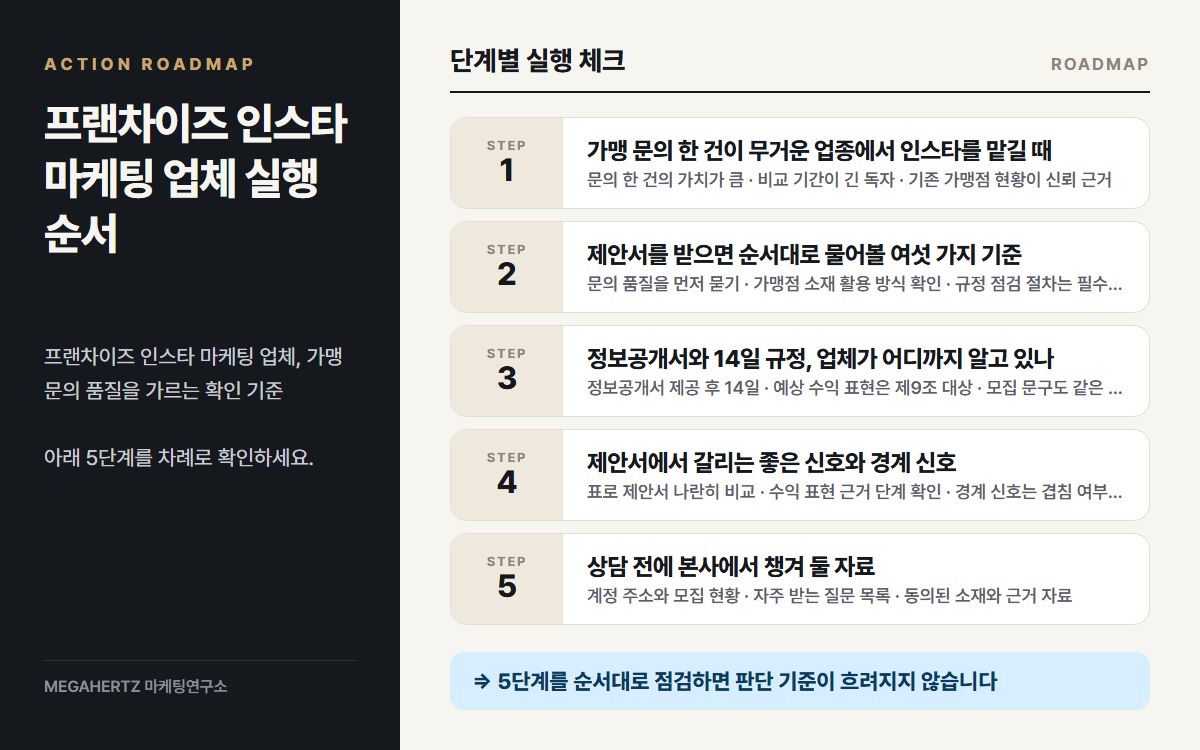 ACTION ROADMAP
프랜차이즈 인스타
마케팅 업체 실행
순서
프랜차이즈 인스타 마케팅 업체, 가맹
문의 품질을 가르는 확인 기준
아래 5단계를 차례로 확인하세요.
MEGAHERTZ 마케팅연구소
단계별 실행 체크
ROADMAP
STEP
1
가맹 문의 한 건이 무거운 업종에서 인스타를 맡길 때
문의 한 건의 가치가 큼 · 비교 기간이 긴 독자 · 기존 가맹점 현황이 신뢰 근거
STEP
2
제안서를 받으면 순서대로 물어볼 여섯 가지 기준
문의 품질을 먼저 묻기 · 가맹점 소재 활용 방식 확인 · 규정 점검 절차는 필수...
STEP
3
정보공개서와 14일 규정, 업체가 어디까지 알고 있나
정보공개서 제공 후 14일 · 예상 수익 표현은 제9조 대상 · 모집 문구도 같은 ...
STEP
4
제안서에서 갈리는 좋은 신호와 경계 신호
표로 제안서 나란히 비교 · 수익 표현 근거 단계 확인 · 경계 신호는 겹침 여부...
STEP
5
상담 전에 본사에서 챙겨 둘 자료
계정 주소와 모집 현황 · 자주 받는 질문 목록 · 동의된 소재와 근거 자료
→ 5단계를 순서대로 점검하면 판단 기준이 흐려지지 않습니다